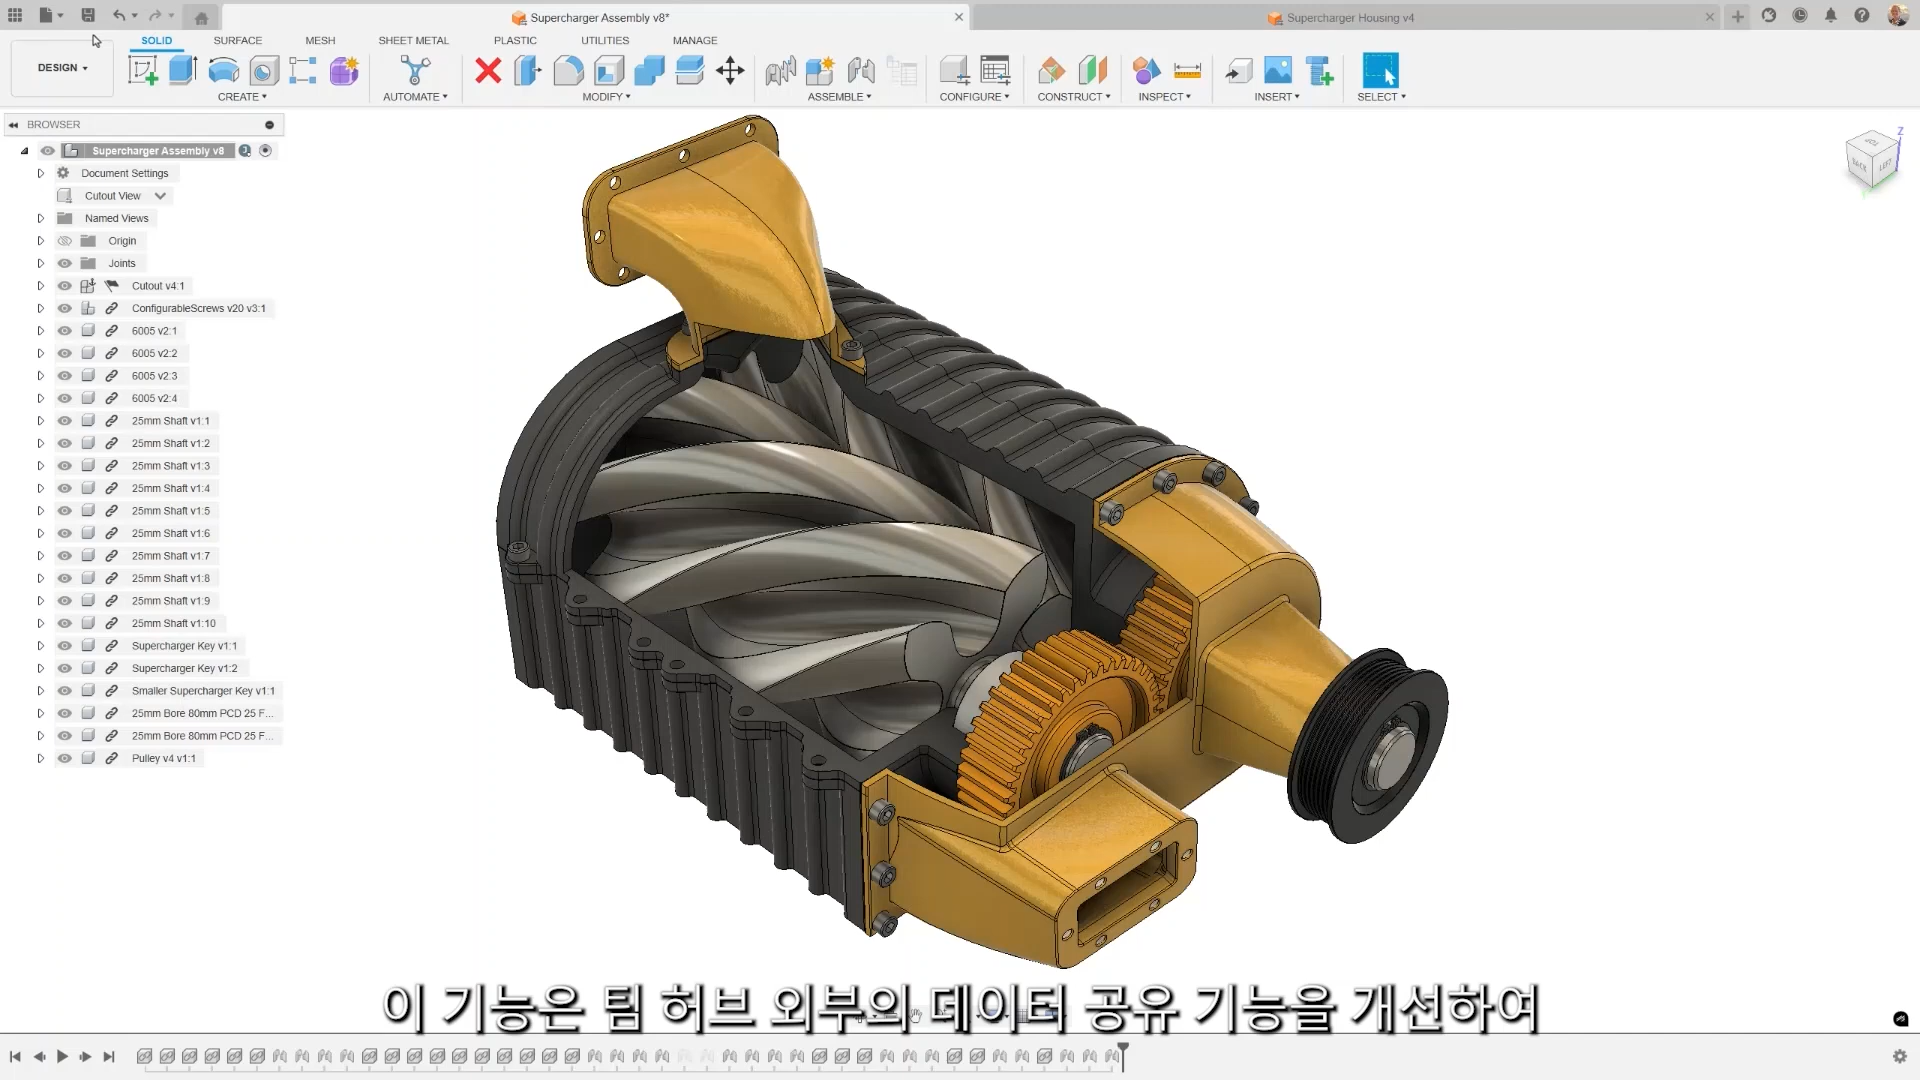 Supercharger Assembly v8*
Supercharger Housing v4
DESIGN
SOLID
SURFACE
MESH
SHEET METAL
PLASTIC
UTILITIES
MANAGE
CREATE
AUTOMATE
MODIFY
ASSEMBLE
CONFIGURE
CONSTRUCT
INSPECT
INSERT
SELECT
BROWSER
Supercharger Assembly v8
Document Settings
Cutout View
Named Views
Origin
Joints
Cutout v4:1
ConfigurableScrews v20 v3:1
6005 v2:1
6005 v2:2
6005 v2:3
6005 v2:4
25mm Shaft v1:1
25mm Shaft v1:2
25mm Shaft v1:3
25mm Shaft v1:4
25mm Shaft v1:5
25mm Shaft v1:6
25mm Shaft v1:7
25mm Shaft v1:8
25mm Shaft v1:9
25mm Shaft v1:10
Supercharger Key v1:1
Supercharger Key v1:2
Smaller Supercharger Key v1:1
25mm Bore 80mm PCD 25 F...
25mm Bore 80mm PCD 25 F...
Pulley v4 v1:1
Z
BACK
LEFT
이 기능은 팀 허브 외부의 데이터 공유 기능을 개선하여